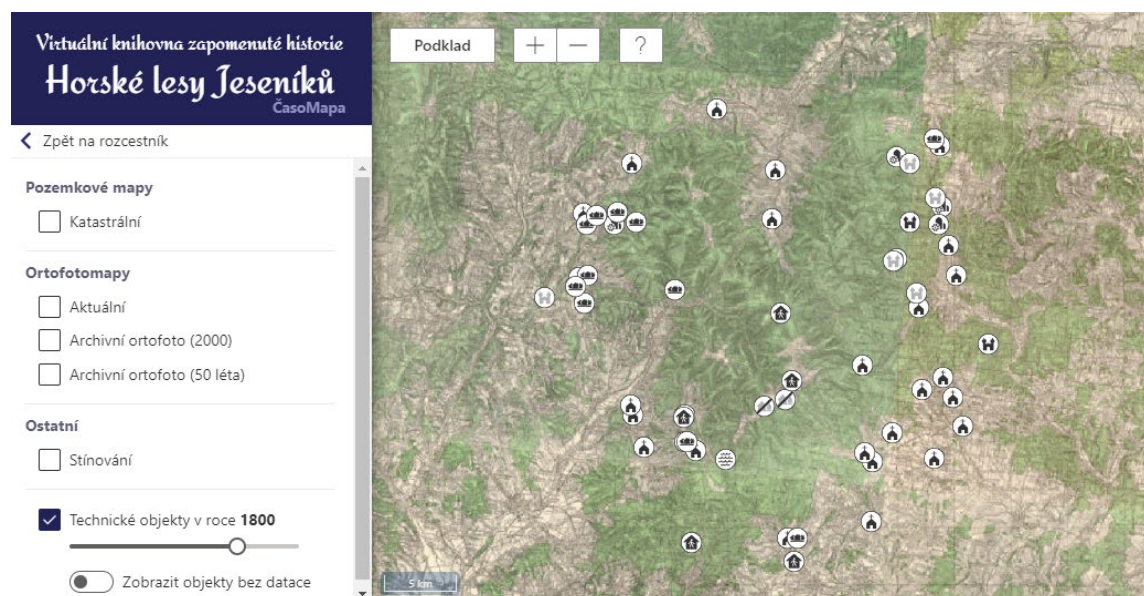 Virtuální knihovna zapomenuté historie
Horské lesy Jeseníků
ČasoMapa
Zpět na rozcestník
Pozemkové mapy
Katastrální
Ortofotomapy
Aktuální
Archivní ortofoto (2000)
Archivní ortofoto (50 léta)
Ostatní
Stínování
Technické objekty v roce 1800
Zobrazit objekty bez datace
Podklad
+
—
?
5 km